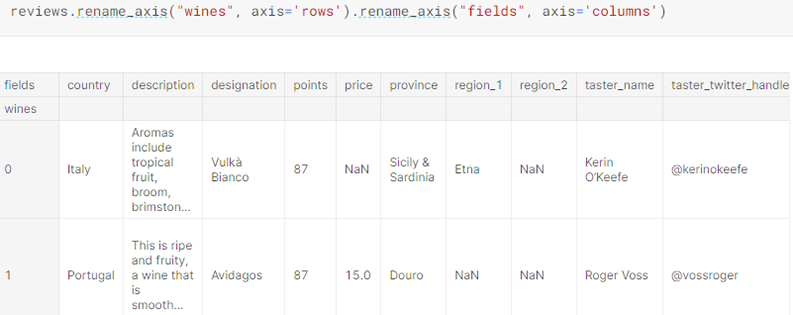 reviews.rename_axis("wines", axis='rows').rename_axis("fields", axis='columns')
fields country description designation points price province region_1 region_2 taster_name taster_twitter_handle
wines
0 Italy Aromas include tropical fruit, broom, brimston... Vulkà Bianco 87 NaN Sicily & Sardinia Etna NaN Kerin O'Keefe @kerinokeefe
1 Portugal This is ripe and fruity, a wine that is smooth... Avidagos 87 15.0 Douro NaN NaN Roger Voss @vossroger